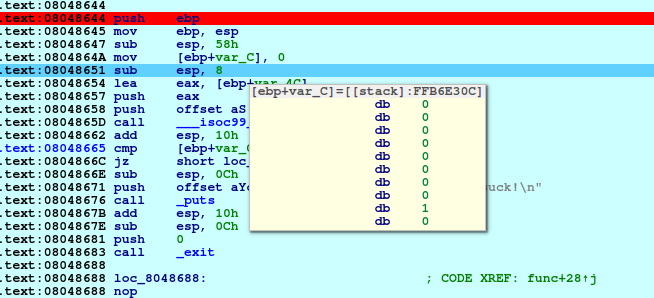 .text:08048644
.text:08048644 push ebp
.text:08048645 mov ebp, esp
.text:08048647 sub esp, 58h
.text:0804864A mov [ebp+var_C], 0
.text:08048651 sub esp, 8
.text:08048654 lea eax, [ebp+var_4C]
.text:08048657 push eax
.text:08048658 push offset aS
.text:0804865D call ___isoc99_
.text:08048662 add esp, 10h
.text:08048665 cmp [ebp+var_
.text:0804866C jz short loc_
.text:0804866E sub esp, 0Ch
.text:08048671 push offset aYo uck!\n"
.text:08048676 call _puts
.text:0804867B add esp, 10h
.text:0804867E sub esp, 0Ch
.text:08048681 push 0
.text:08048683 call _exit
.text:08048688
.text:08048688 loc_8048688: ; CODE XREF: func+28↑j
.text:08048688 nop
[ebp+var_C]=[[stack]:FFB6E30C]
db 0
db 0
db 0
db 0
db 0
db 0
db 0
db 0
db 1
db 0